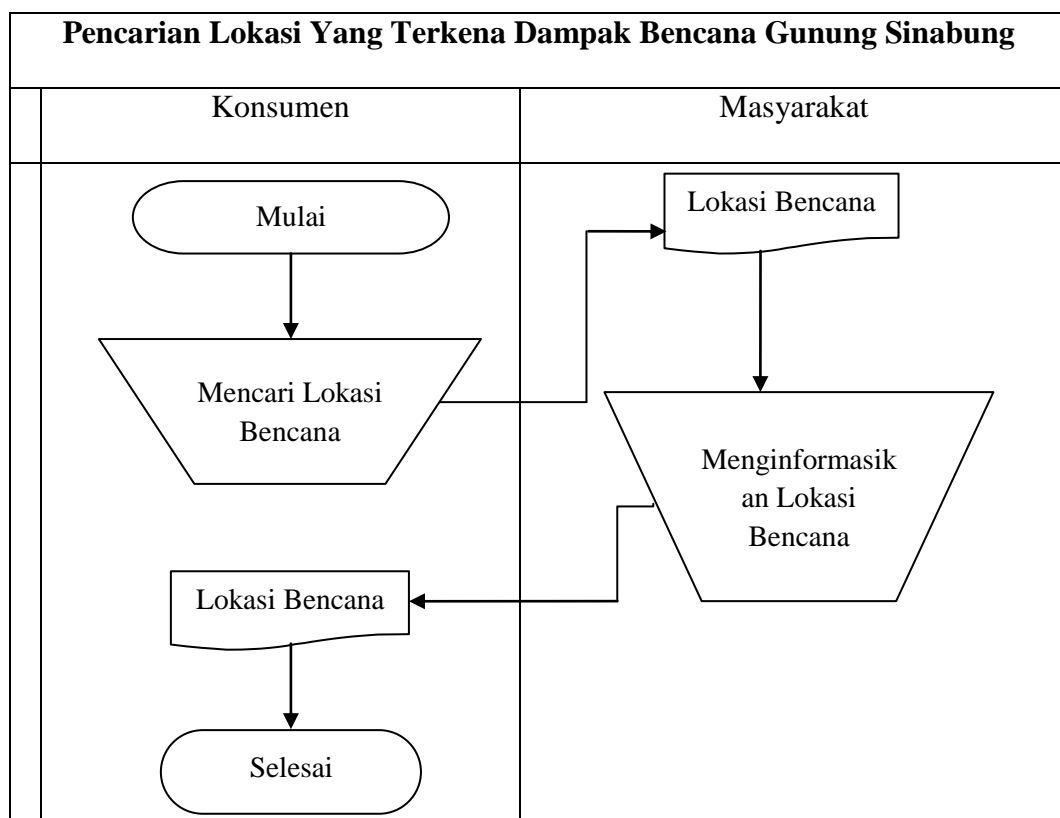 Pencarian Lokasi Yang Terkena Dampak Bencana Gunung Sinabung
Konsumen
Masyarakat
Mulai
Mencari Lokasi
Bencana
Lokasi Bencana
Menginformasik
an Lokasi
Bencana
Lokasi Bencana
Selesai